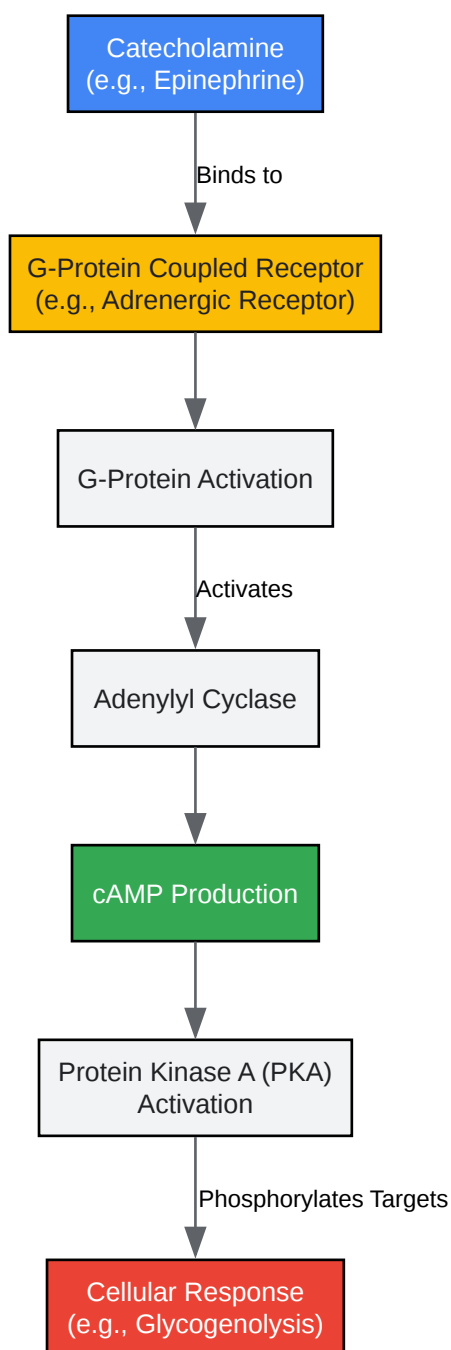 Catecholamine
(e.g., Epinephrine)
Binds to
G-Protein Coupled Receptor
(e.g., Adrenergic Receptor)
G-Protein Activation
Activates
Adenylyl Cyclase
cAMP Production
Protein Kinase A (PKA)
Activation
Phosphorylates Targets
Cellular Response
(e.g., Glycogenolysis)